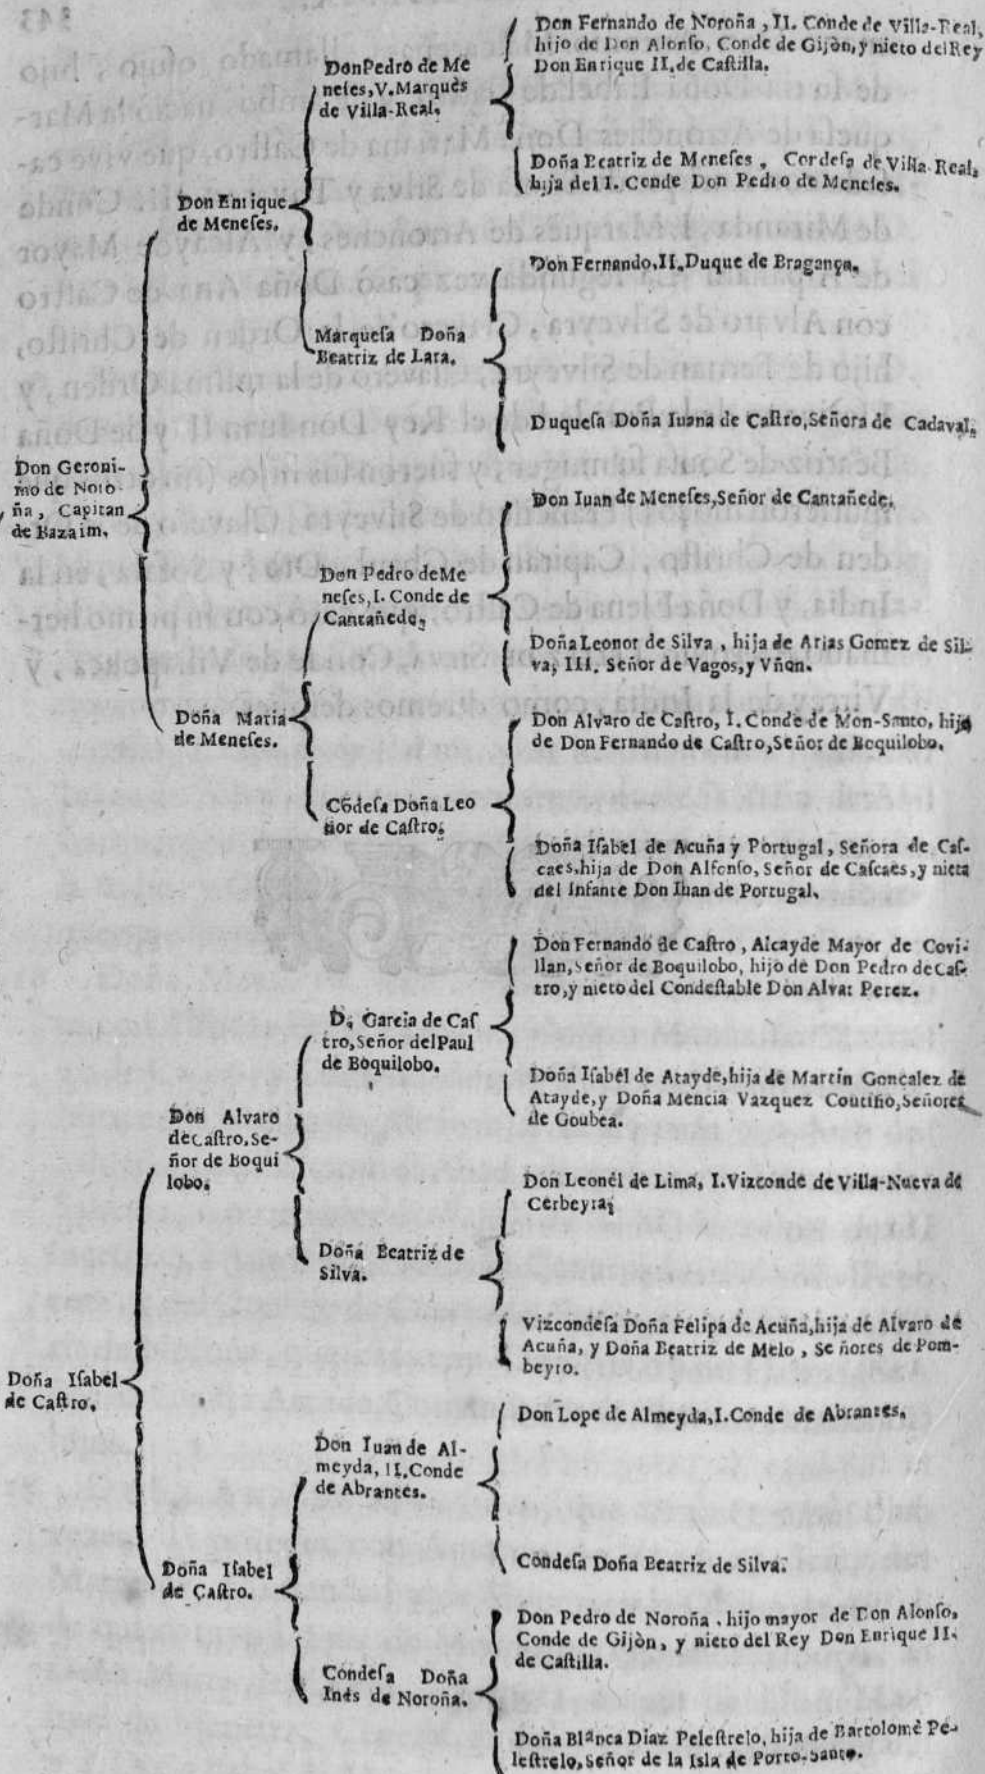 Don Geroni-
mo de Noro-
ña, Capitan
de Bazaim.
Don Enrique
de Meneſes.
Don Pedro de Me
neſes, V. Marquès
de Villa-Real.
Don Fernando de Noroña, II. Conde de Villa-Real,
hijo de Don Alonſo, Conde de Gijòn, y nieto del Rey
Don Enrique II. de Caſtilla.
Doña Beatriz de Meneſes, Condeſa de Villa-Real,
hija del I. Conde Don Pedro de Meneſes.
Marqueſa Doña
Beatriz de Lara.
Don Fernando, II. Duque de Bragança.
Duqueſa Doña Iuana de Caſtro, Señora de Cadaval.
Doña Maria
de Meneſes.
Don Pedro de Me
neſes, I. Conde de
Cantañede.
Don Iuan de Meneſes, Señor de Cantañede.
Doña Leonor de Silva, hija de Arias Gomez de Sil-
va, III. Señor de Vagos, y Vñon.
Cõdeſa Doña Leo
nor de Caſtro.
Don Alvaro de Caſtro, I. Conde de Mon-Santo, hijo
de Don Fernando de Caſtro, Señor de Boquilobo.
Doña Iſabel de Acuña y Portugal, Señora de Caſ-
caes, hija de Don Alfonſo, Señor de Caſcaes, y nieta
del Infante Don Iuan de Portugal.
Doña Iſabel
de Caſtro.
Don Alvaro
de Caſtro, Se-
ñor de Boqui
lobo.
D. Garcia de Caſ
tro, Señor del Paul
de Boquilobo.
Don Fernando de Caſtro, Alcayde Mayor de Covi-
llan, Señor de Boquilobo, hijo de Don Pedro de Caſ-
tro, y nieto del Condeſtable Don Alvar Perez.
Doña Iſabél de Atayde, hija de Martin Gonçalez de
Atayde, y Doña Mencia Vazquez Coutiño, Señores
de Goubea.
Doña Beatriz de
Silva.
Don Leonél de Lima, I. Vizconde de Villa-Nueva de
Cerbeyra.
Vizcondeſa Doña Felipa de Acuña, hija de Alvaro de
Acuña, y Doña Beatriz de Melo, Señores de Pom-
beyro.
Doña Iſabel
de Caſtro.
Don Iuan de Al-
meyda, II. Conde
de Abrantes.
Don Lope de Almeyda, I. Conde de Abrantes.
Condeſa Doña Beatriz de Silva.
Condeſa Doña
Inés de Noroña.
Don Pedro de Noroña, hijo mayor de Don Alonſo,
Conde de Gijòn, y nieto del Rey Don Enrique II.
de Caſtilla.
Doña Blanca Diaz Peleſtrelo, hija de Bartolomè Pe-
leſtrelo, Señor de la Isla de Porto-Santo.